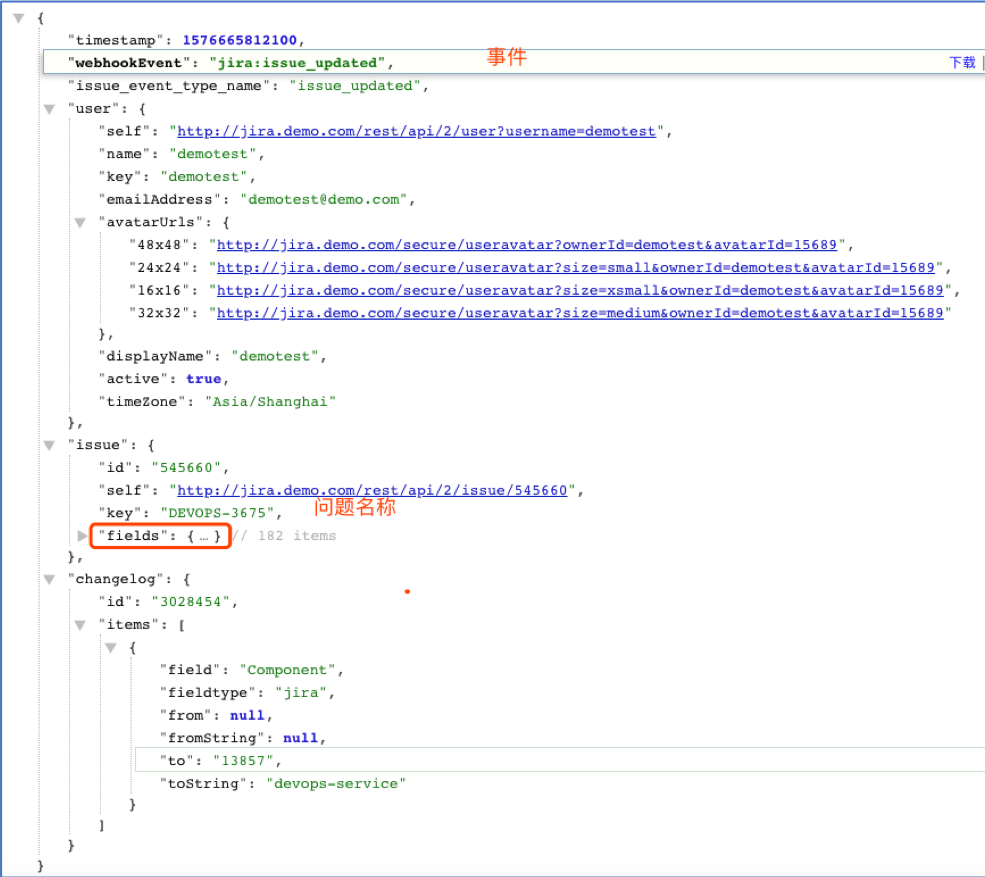 {
"timestamp": 1576665812100,
"webhookEvent": "jira:issue_updated", 事件 下载 |
"issue_event_type_name": "issue_updated",
"user": {
"self": "http://jira.demo.com/rest/api/2/user?username=demotest",
"name": "demotest",
"key": "demotest",
"emailAddress": "demotest@demo.com",
"avatarUrls": {
"48x48": "http://jira.demo.com/secure/useravatar?ownerId=demotest&avatarId=15689",
"24x24": "http://jira.demo.com/secure/useravatar?size=small&ownerId=demotest&avatarId=15689",
"16x16": "http://jira.demo.com/secure/useravatar?size=xsmall&ownerId=demotest&avatarId=15689",
"32x32": "http://jira.demo.com/secure/useravatar?size=medium&ownerId=demotest&avatarId=15689"
},
"displayName": "demotest",
"active": true,
"timeZone": "Asia/Shanghai"
},
"issue": {
"id": "545660",
"self": "http://jira.demo.com/rest/api/2/issue/545660",
"key": "DEVOPS-3675", 问题名称
"fields": { … } // 182 items
},
"changelog": {
"id": "3028454",
"items": [
{
"field": "Component",
"fieldtype": "jira",
"from": null,
"fromString": null,
"to": "13857",
"toString": "devops-service"
}
]
}
}